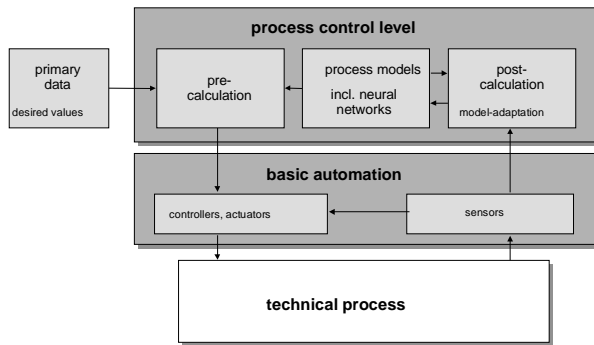 process control level
primary
data
desired values
pre-
calculation
process models
incl. neural
networks
post-
calculation
model-adaptation
basic automation
controllers, actuators
sensors
technical process